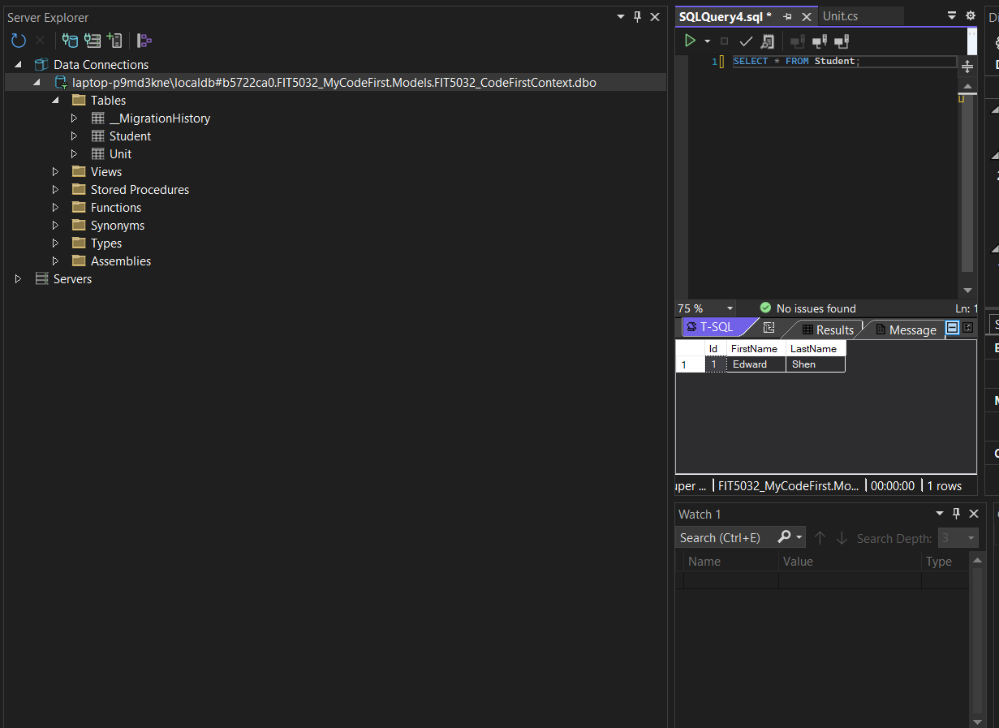 Server Explorer
Data Connections
laptop-p9md3kne\localdb#b5722ca0.FIT5032_MyCodeFirst.Models.FIT5032_CodeFirstContext.dbo
Tables
__MigrationHistory
Student
Unit
Views
Stored Procedures
Functions
Synonyms
Types
Assemblies
Servers
SQLQuery4.sql *
Unit.cs
1 SELECT * FROM Student;
75 % No issues found Ln: 1
T-SQL Results Message
Id FirstName LastName
1 1 Edward Shen
uper ... FIT5032_MyCodeFirst.Mo... 00:00:00 1 rows
Watch 1
Search (Ctrl+E) Search Depth: 3
Name Value Type